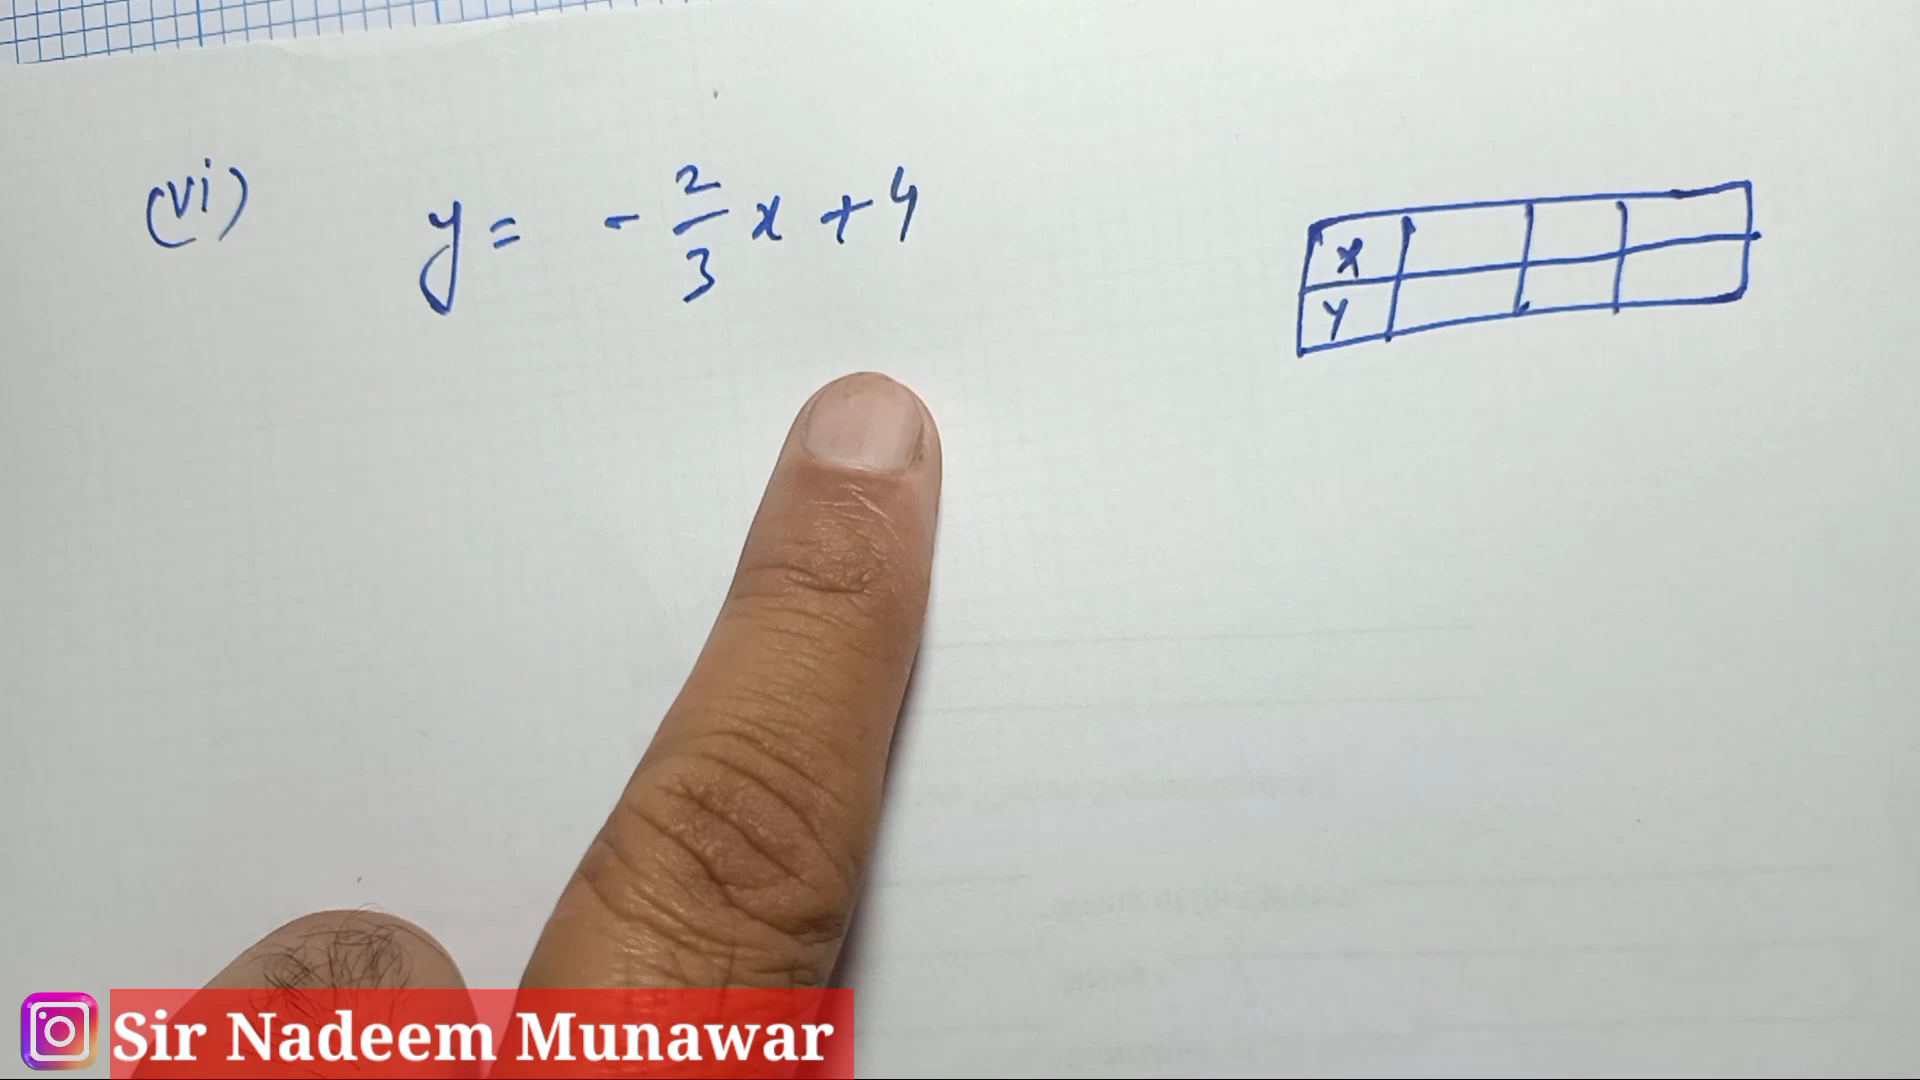 (vi) y = - 2/3 x + 4
x
y
Sir Nadeem Munawar